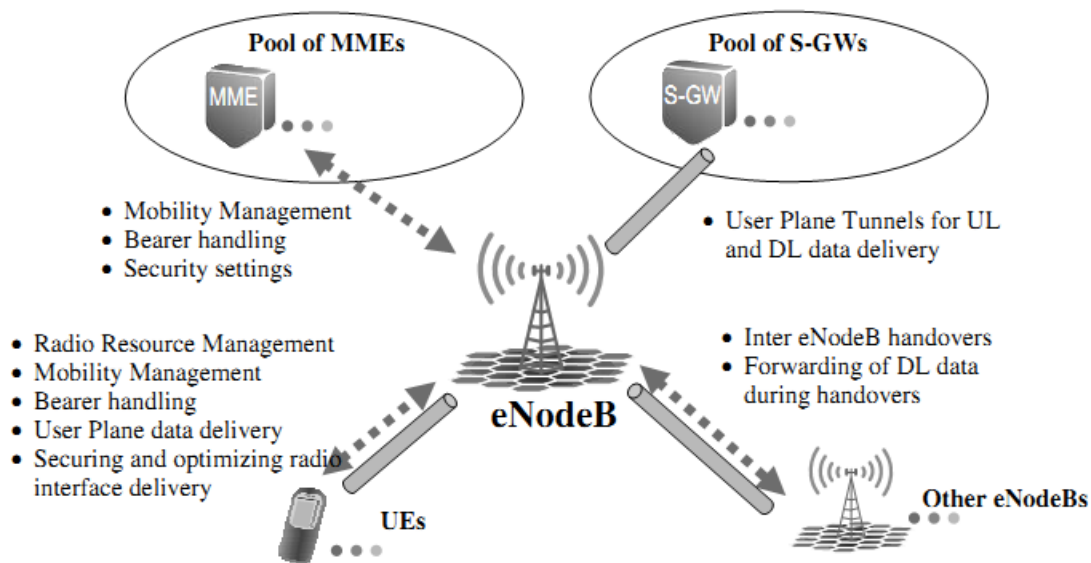 Pool of MMEs
MME
Pool of S-GWs
S-GW
• Mobility Management
• Bearer handling
• Security settings
• User Plane Tunnels for UL
and DL data delivery
• Radio Resource Management
• Mobility Management
• Bearer handling
• User Plane data delivery
• Securing and optimizing radio
interface delivery
eNodeB
• Inter eNodeB handovers
• Forwarding of DL data
during handovers
UEs
Other eNodeBs